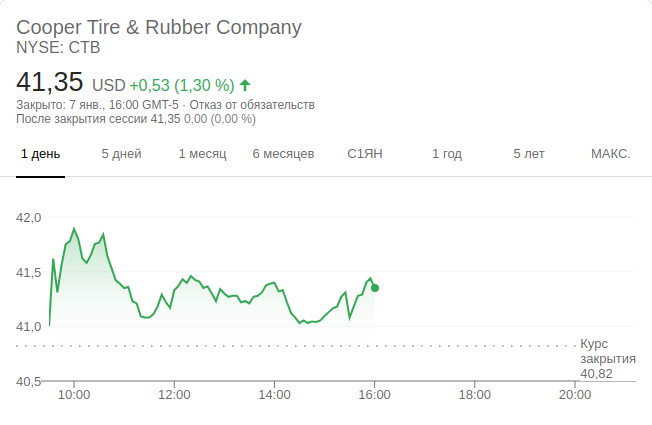 Cooper Tire & Rubber Company
NYSE: CTB
41,35 USD +0,53 (1,30 %)
Закрыто: 7 янв., 16:00 GMT-5 · Отказ от обязательств
После закрытия сессии 41,35 0,00 (0,00 %)
1 день 5 дней 1 месяц 6 месяцев С1ЯН 1 год 5 лет МАКС.
42,0
41,5
41,0
Курс
закрытия
40,82
40,5
10:00 12:00 14:00 16:00 18:00 20:00